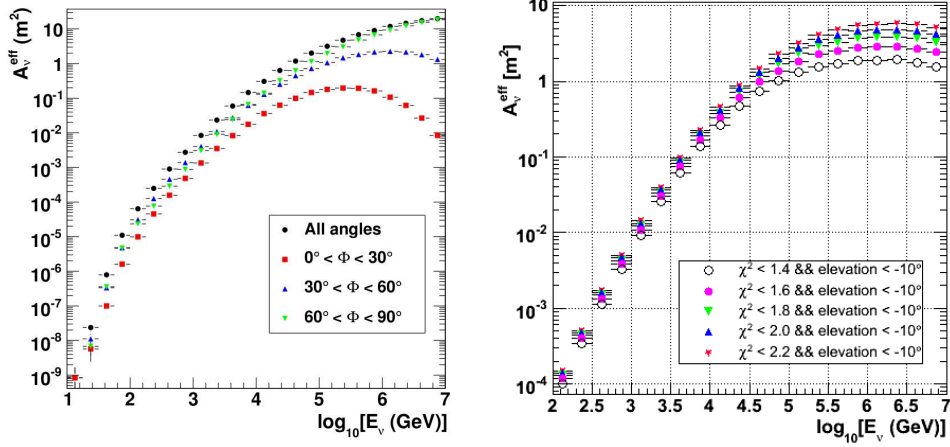 A_ν^eff (m²)
10
1
10⁻¹
10⁻²
10⁻³
10⁻⁴
10⁻⁵
10⁻⁶
10⁻⁷
10⁻⁸
10⁻⁹
All angles
0° < Φ < 30°
30° < Φ < 60°
60° < Φ < 90°
1 2 3 4 5 6 7
log₁₀[E_ν (GeV)]
A_ν^eff [m²]
10
1
10⁻¹
10⁻²
10⁻³
10⁻⁴
χ² < 1.4 && elevation < -10°
χ² < 1.6 && elevation < -10°
χ² < 1.8 && elevation < -10°
χ² < 2.0 && elevation < -10°
χ² < 2.2 && elevation < -10°
2 2.5 3 3.5 4 4.5 5 5.5 6 6.5 7
log₁₀[E_ν (GeV)]